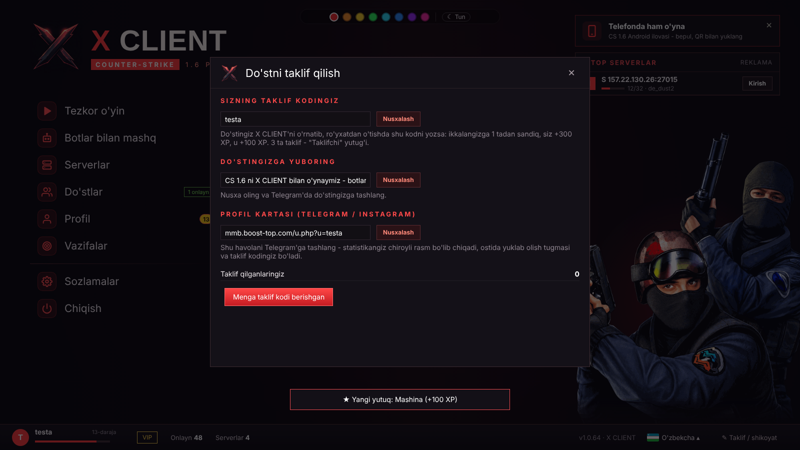 Tun
X CLIENT
COUNTER-STRIKE 1.6 P
Telefonda ham o'yna
CS 1.6 Android ilovasi - bepul, QR bilan yuklang
TOP SERVERLAR
REKLAMA
S 157.22.130.26:27015
12/32 · de_dust2
Kirish
Tezkor o'yin
Botlar bilan mashq
Serverlar
Do'stlar
1 onlayn
Profil
Vazifalar
Sozlamalar
Chiqish
Do'stni taklif qilish
SIZNING TAKLIF KODINGIZ
testa
Nusxalash
Do'stingiz X CLIENT'ni o'rnatib, ro'yxatdan o'tishda shu kodni yozsa: ikkalangizga 1 tadan sandiq, siz +300
XP, u +100 XP. 3 ta taklif - "Taklifchi" yutug'i.
DO'STINGIZGA YUBORING
CS 1.6 ni X CLIENT bilan o'ynaymiz - botlar
Nusxalash
Nusxa oling va Telegram'da do'stingizga tashlang.
PROFIL KARTASI (TELEGRAM / INSTAGRAM)
mmb.boost-top.com/u.php?u=testa
Nusxalash
Shu havolani Telegram'ga tashlang - statistikangiz chiroyli rasm bo'lib chiqadi, ostida yuklab olish tugmasi
va taklif kodingiz bo'ladi.
Taklif qilganlaringiz
0
Menga taklif kodi berishgan
★ Yangi yutuq: Mashina (+100 XP)
T
testa
VIP
Onlayn 48
Serverlar 4
v1.0.64 · X CLIENT
O'zbekcha
Taklif / shikoyat